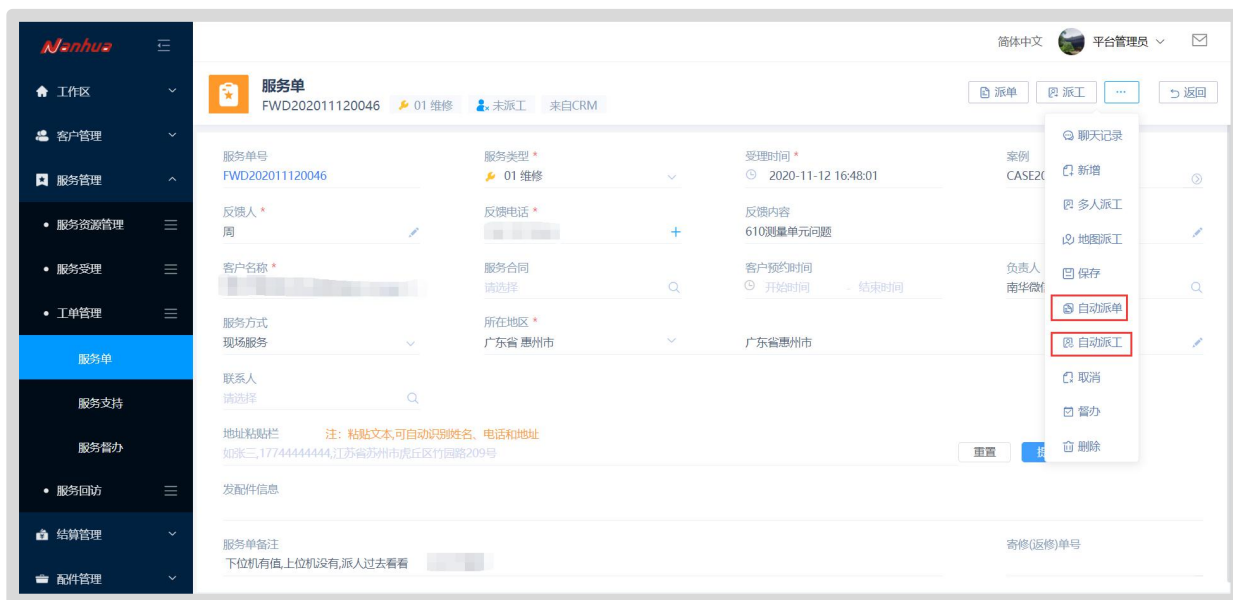 Nanhua
简体中文 平台管理员
工作区
客户管理
服务管理
服务资源管理
服务受理
工单管理
服务单
服务支持
服务督办
服务回访
结算管理
配件管理
服务单
FWD202011120046 01 维修 未派工 来自CRM
派单 派工 ... 返回
聊天记录
新增
多人派工
地图派工
保存
自动派单
自动派工
取消
督办
删除
服务单号 服务类型 * 受理时间 * 案例
FWD202011120046 01 维修 2020-11-12 16:48:01 CASE20
反馈人 * 反馈电话 * 反馈内容
周 610测量单元问题
客户名称 * 服务合同 客户预约时间 负责人
请选择 开始时间 - 结束时间 南华微
服务方式 所在地区 *
现场服务 广东省 惠州市 广东省惠州市
联系人
请选择
地址粘贴栏 注：粘贴文本,可自动识别姓名、电话和地址
如张三,17744444444,江苏省苏州市虎丘区竹园路209号
重置
发配件信息
服务单备注 寄修(返修)单号
下位机有值,上位机没有,派人过去看看